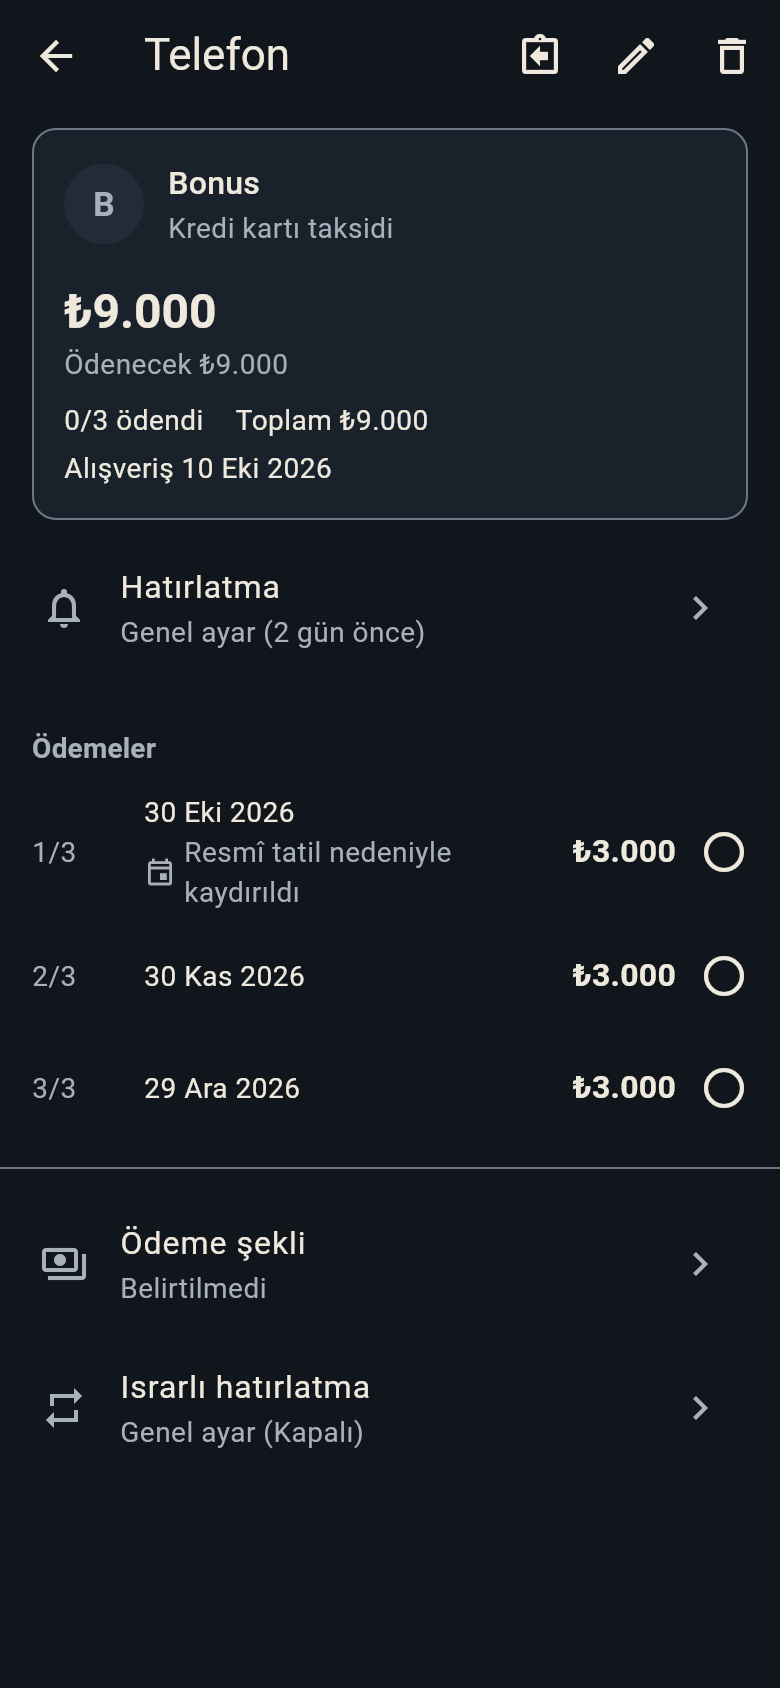 Telefon
B
Bonus
Kredi kartı taksidi
₺9.000
Ödenecek ₺9.000
0/3 ödendi Toplam ₺9.000
Alışveriş 10 Eki 2026
Hatırlatma
Genel ayar (2 gün önce)
Ödemeler
30 Eki 2026
1/3 Resmî tatil nedeniyle ₺3.000
kaydırıldı
2/3 30 Kas 2026 ₺3.000
3/3 29 Ara 2026 ₺3.000
Ödeme şekli
Belirtilmedi
Israrlı hatırlatma
Genel ayar (Kapalı)